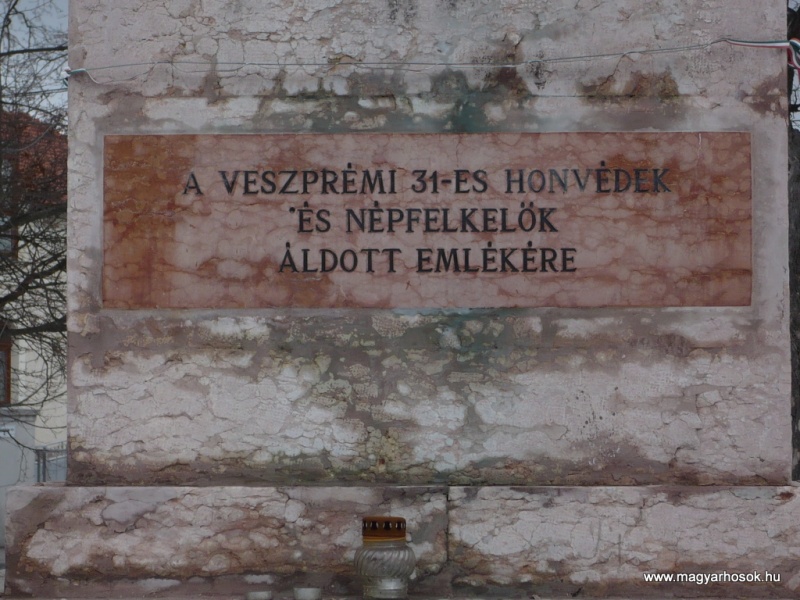 A VESZPRÉMI 31-ES HONVÉDEK
ÉS NÉPFELKELŐK
ÁLDOTT EMLÉKÉRE
www.magyarhosok.hu